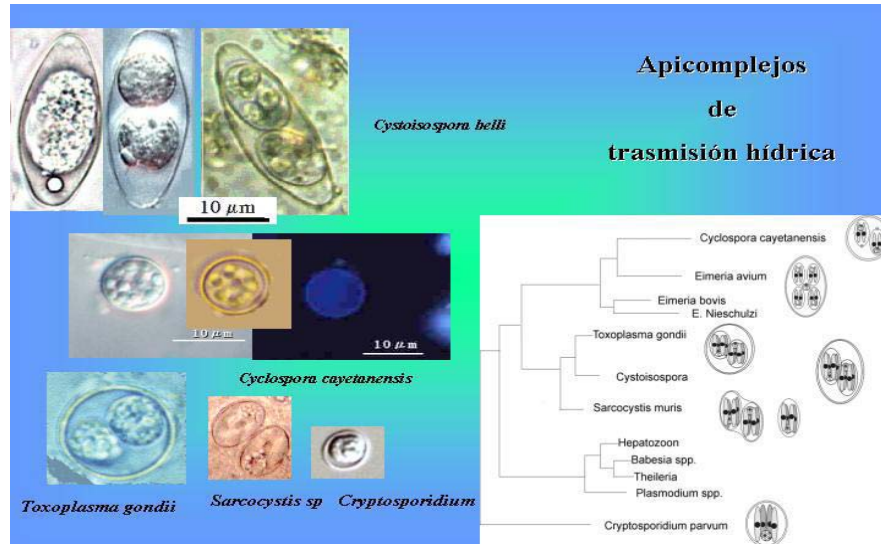 Apicomplejos
de
trasmisión hídrica
Cystoisospora belli
10 µm
10 µm
10 µm
Cyclospora cayetanensis
Toxoplasma gondii
Sarcocystis sp
Cryptosporidium
Cyclospora cayetanensis
Eimeria avium
Eimeria bovis
E. Nieschulzi
Toxoplasma gondii
Cystoisospora
Sarcocystis muris
Hepatozoon
Babesia spp.
Theileria
Plasmodium spp.
Cryptosporidium parvum